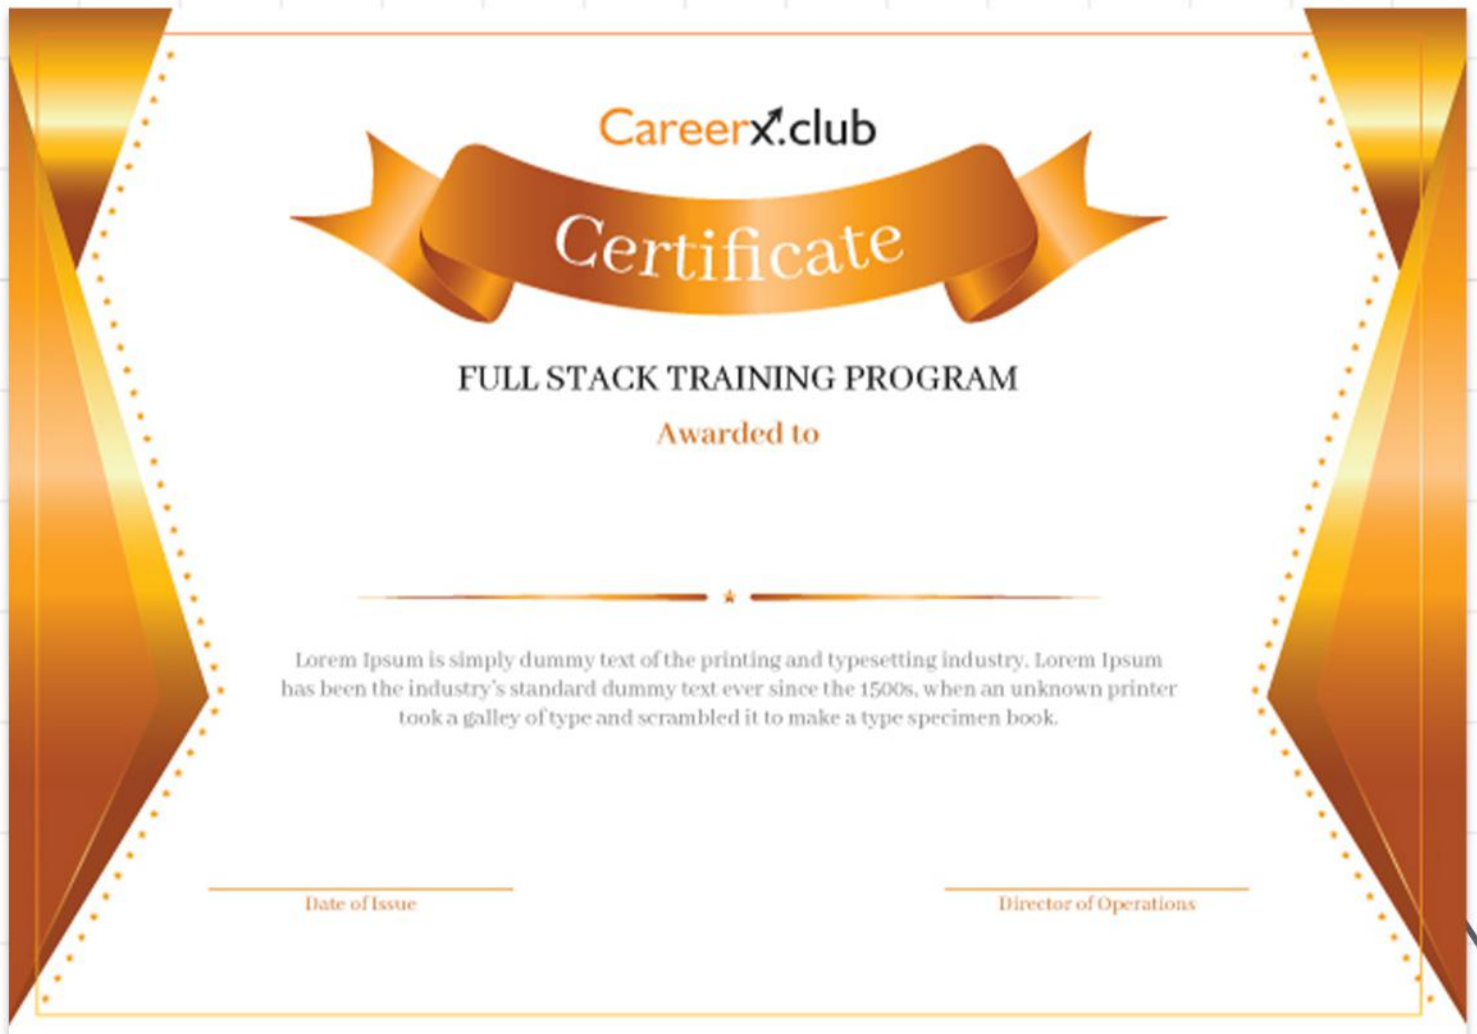 Careerx.club
Certificate
FULL STACK TRAINING PROGRAM
Awarded to
Lorem Ipsum is simply dummy text of the printing and typesetting industry. Lorem Ipsum
has been the industry's standard dummy text ever since the 1500s, when an unknown printer
took a galley of type and scrambled it to make a type specimen book.
Date of Issue
Director of Operations